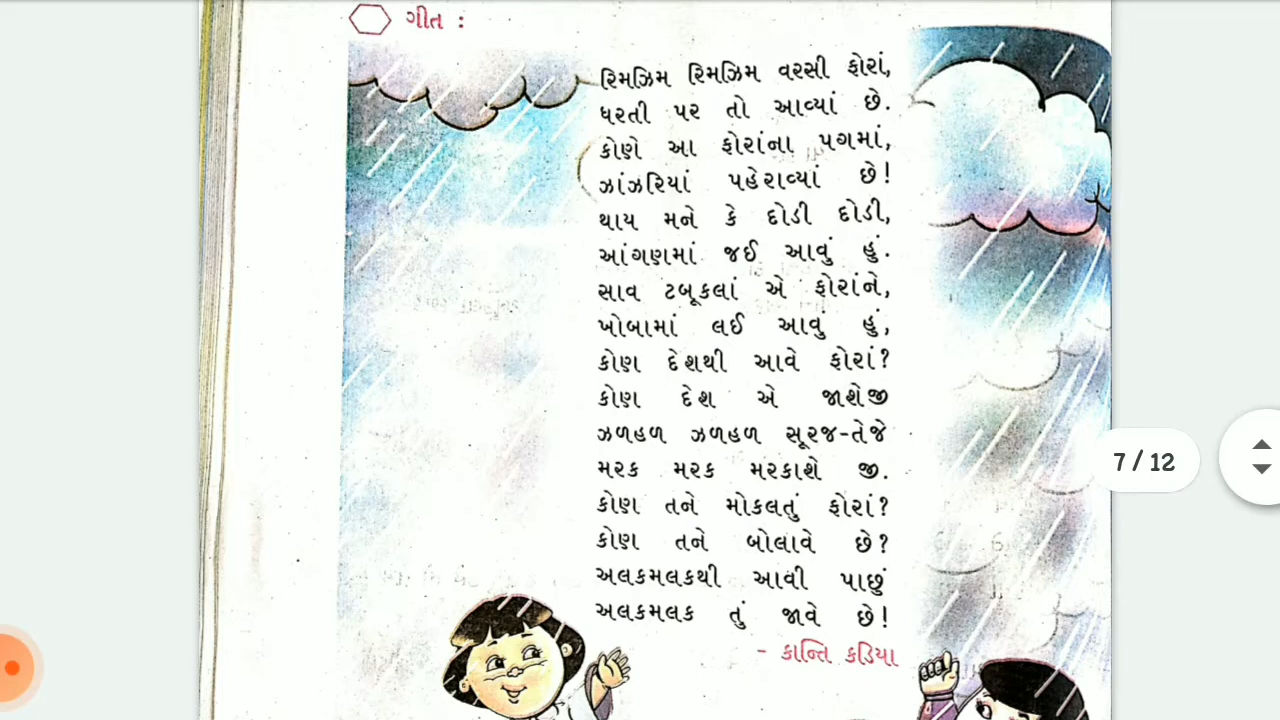 ગીત :
રિમઝિમ રિમઝિમ વરસી ફોરાં,
ધરતી પર તો આવ્યાં છે.
કોણે આ ફોરાંના પગમાં,
ઝાંઝરિયાં પહેરાવ્યાં છે!
થાય મને કે દોડી દોડી,
આંગણમાં જઈ આવું હું.
સાવ ટબૂકલાં એ ફોરાંને,
ખોબામાં લઈ આવું હું,
કોણ દેશથી આવે ફોરાં?
કોણ દેશ એ જાશેજી
ઝળહળ ઝળહળ સૂરજ-તેજે
મરક મરક મરકાશે જી.
કોણ તને મોકલતું ફોરાં?
કોણ તને બોલાવે છે?
અલકમલકથી આવી પાછું
અલકમલક તું જાવે છે!
- કાન્તિ કડિયા
7 / 12